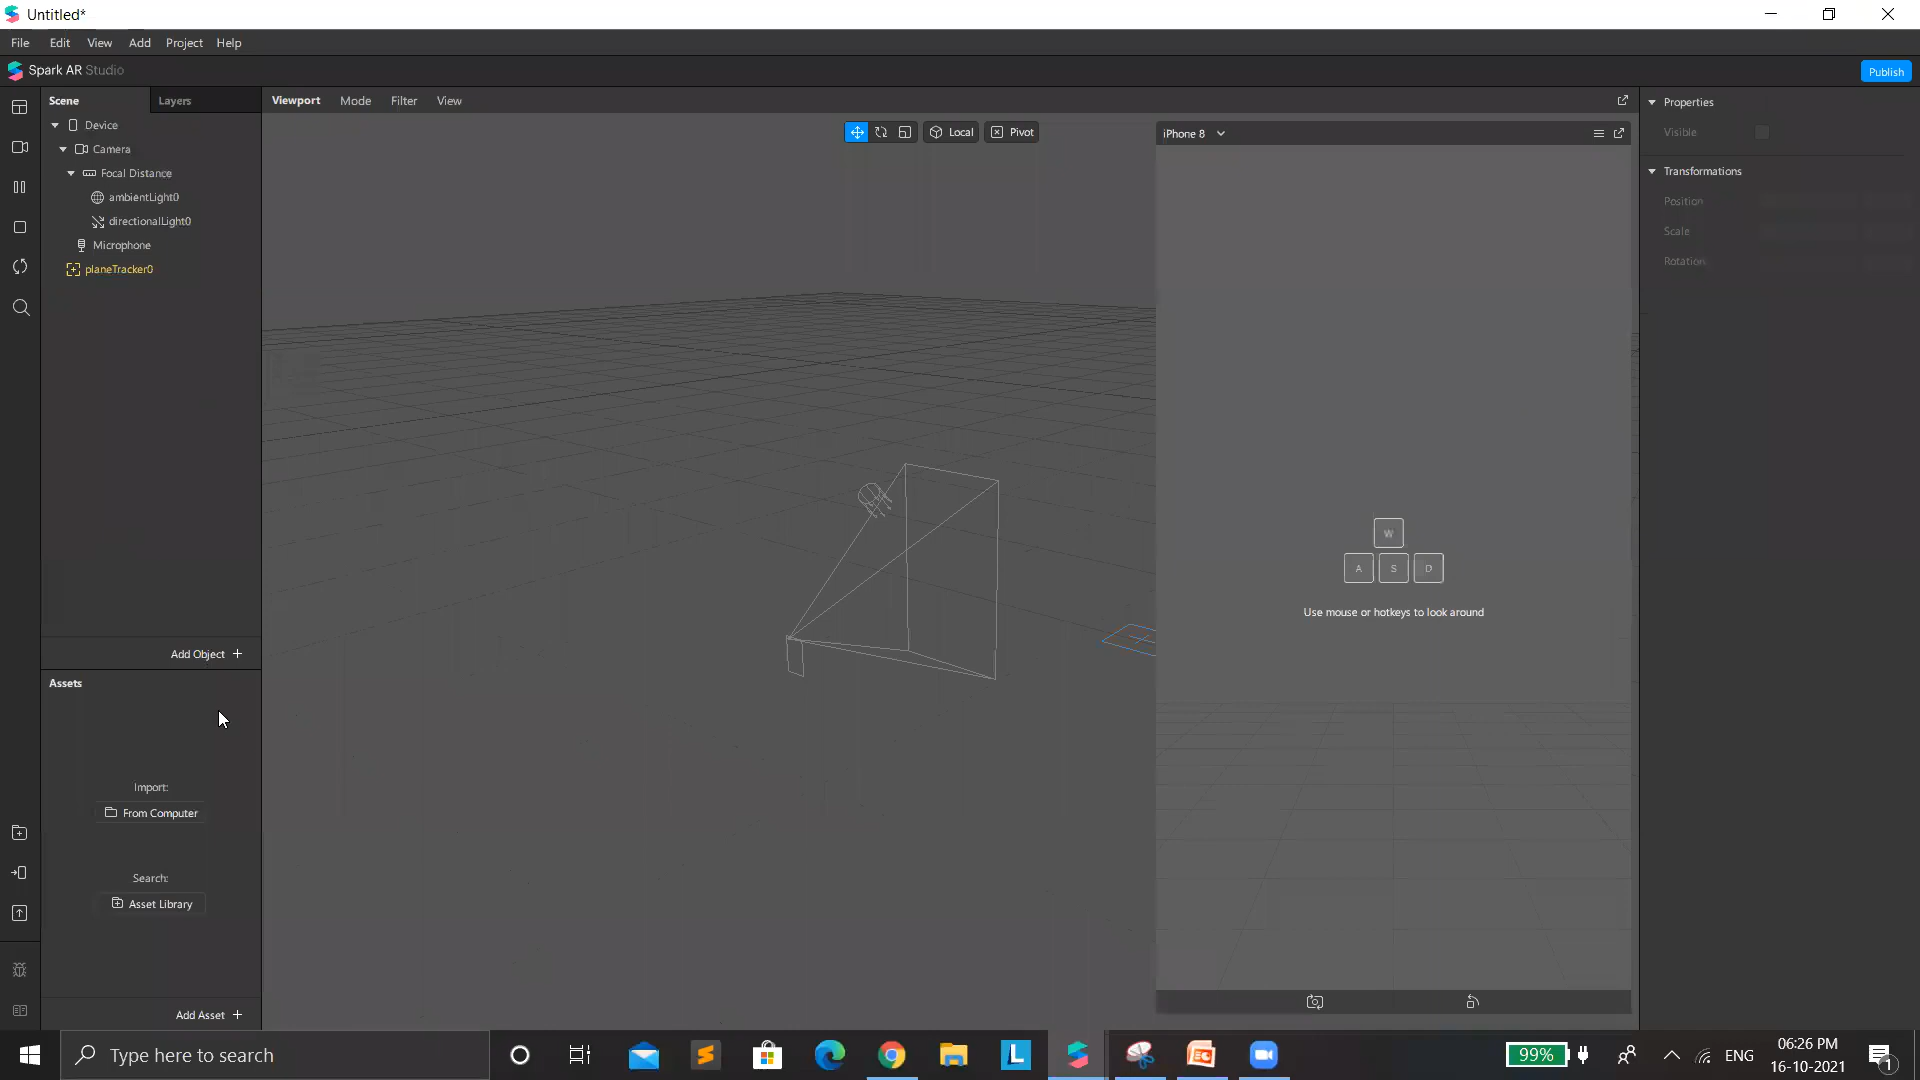 Untitled*
File Edit View Add Project Help
Spark AR Studio
Publish
Scene Layers
Viewport Mode Filter View
Properties
Device
Local Pivot
iPhone 8
Visible
Camera
Focal Distance
Transformations
ambientLight0
Position
directionalLight0
Scale
Microphone
Rotation
planeTracker0
W
A S D
Use mouse or hotkeys to look around
Add Object +
Assets
Import:
From Computer
Search:
Asset Library
Add Asset +
Type here to search
L
99%
ENG
06:26 PM
16-10-2021
1